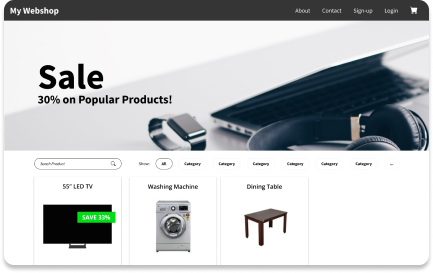 My Webshop
About Contact Sign-up Login
Sale
30% on Popular Products!
Search Product
Show: All Category Category Category Category Category Category ...
55" LED TV
Washing Machine
Dining Table
SAVE 33%